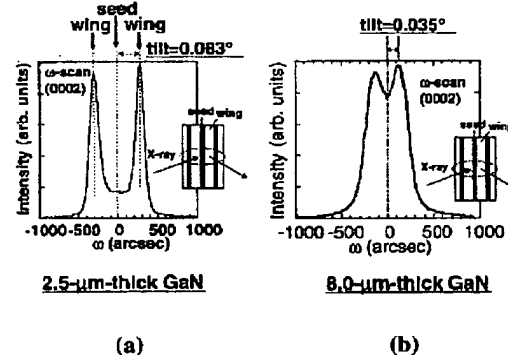 seed
wing wing
tilt=0.083°
ω-scan
(0002)
seed wing
X-ray
Intensity (arb. units)
-1000 -500 0 500 1000
ω (arcsec)
2.5-μm-thick GaN
(a)
tilt=0.035°
ω-scan
(0002)
seed wing
X-ray
Intensity (arb. units)
-1000 -500 0 500 1000
ω (arcsec)
8.0-μm-thick GaN
(b)